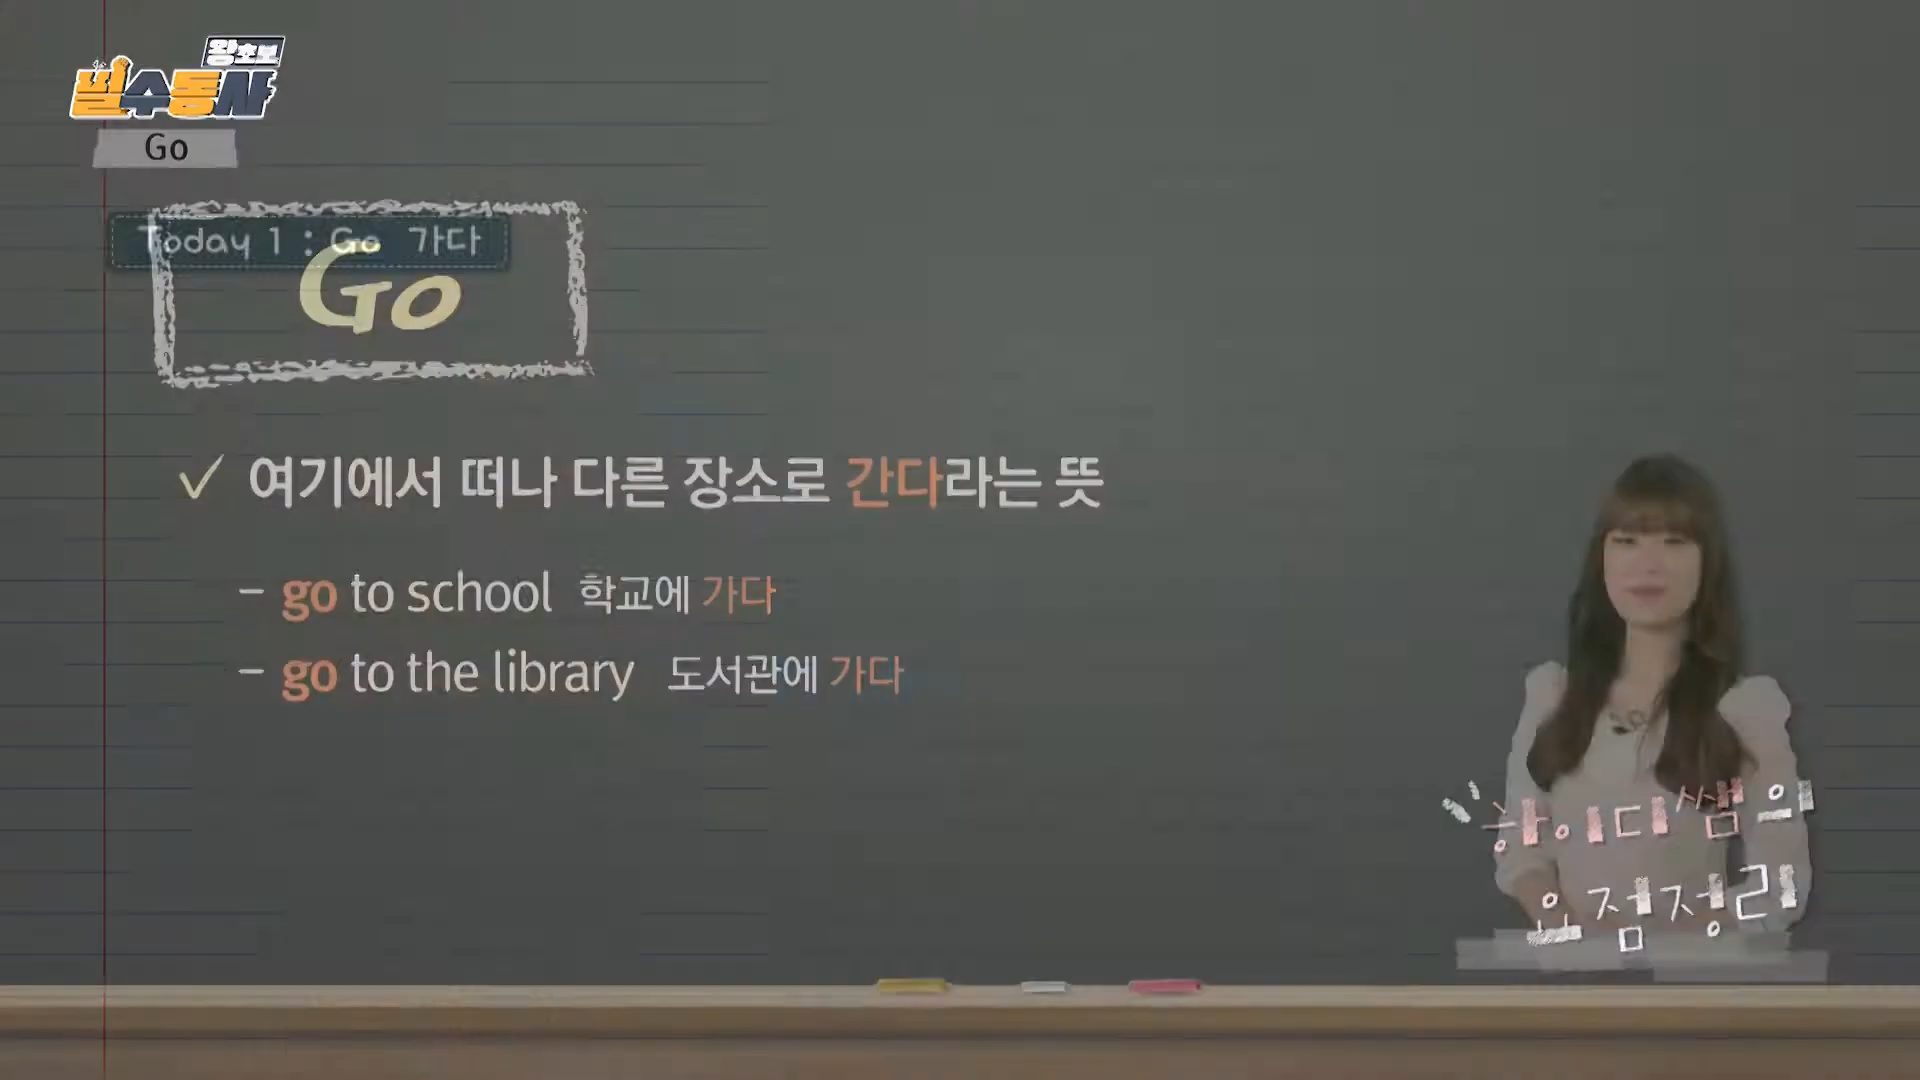 왕초보
필수동사
Go
Today 1 : Go 가다
Go
✓ 여기에서 떠나 다른 장소로 간다라는 뜻
– go to school 학교에 가다
– go to the library 도서관에 가다
하이디쌤의
요점정리